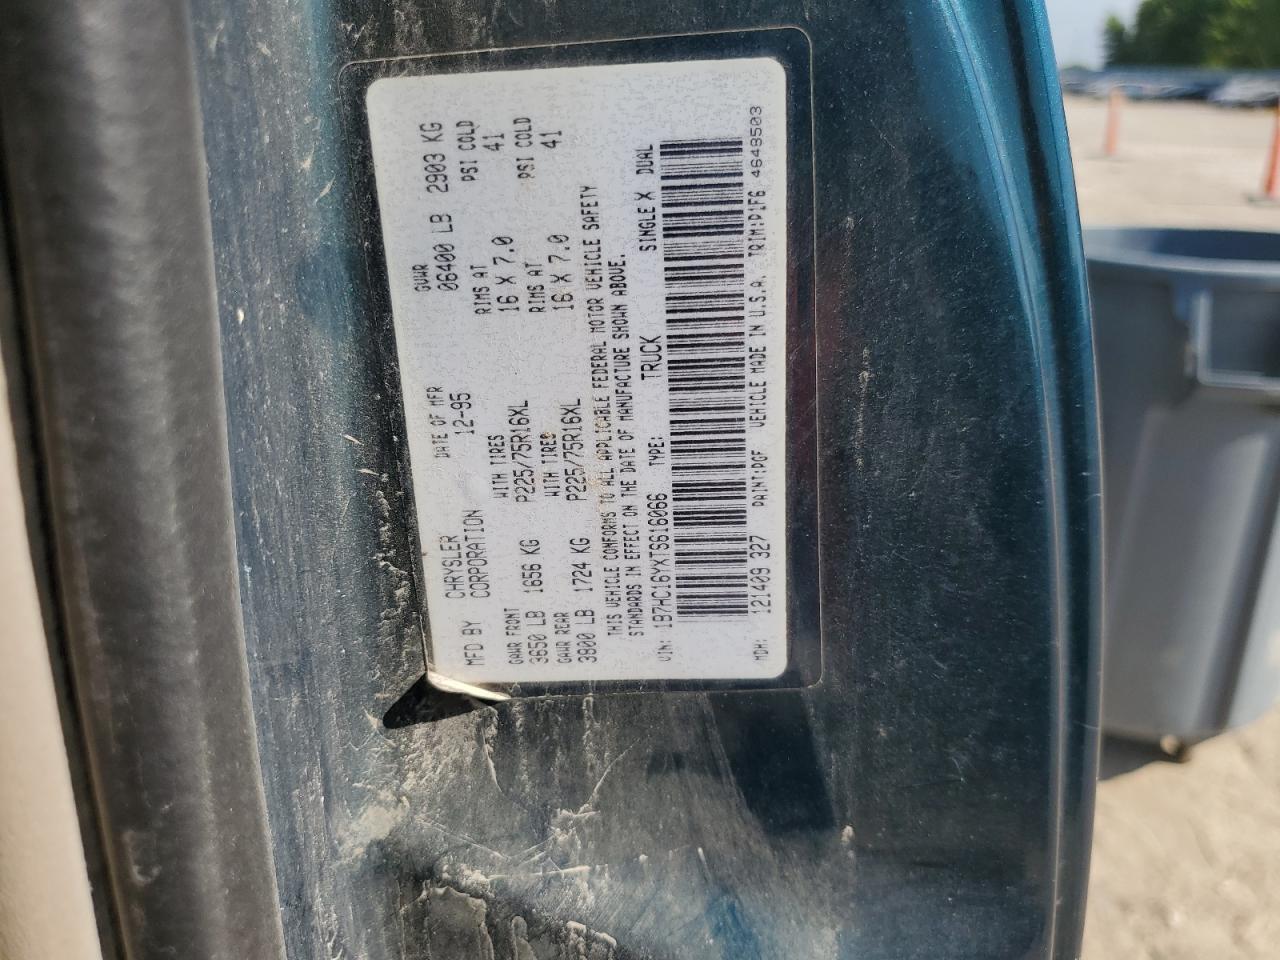 MFD BY CHRYSLER CORPORATION DATE OF MFR 12-95 GVWR 06400 LB 2903 KG
GAWR FRONT WITH TIRES RIMS AT PSI COLD
3650 LB 1656 KG P225/75R16XL 16 X 7.0 41
GAWR REAR WITH TIRES RIMS AT PSI COLD
3800 LB 1724 KG P225/75R16XL 16 X 7.0 41
THIS VEHICLE CONFORMS TO ALL APPLICABLE FEDERAL MOTOR VEHICLE SAFETY
STANDARDS IN EFFECT ON THE DATE OF MANUFACTURE SHOWN ABOVE.
VIN: 1B7HC16YXTS616066 TYPE: TRUCK SINGLE X DUAL
MDH: 121409 327 PAINT:PGF VEHICLE MADE IN U.S.A. TRIM:D1F6 4648503